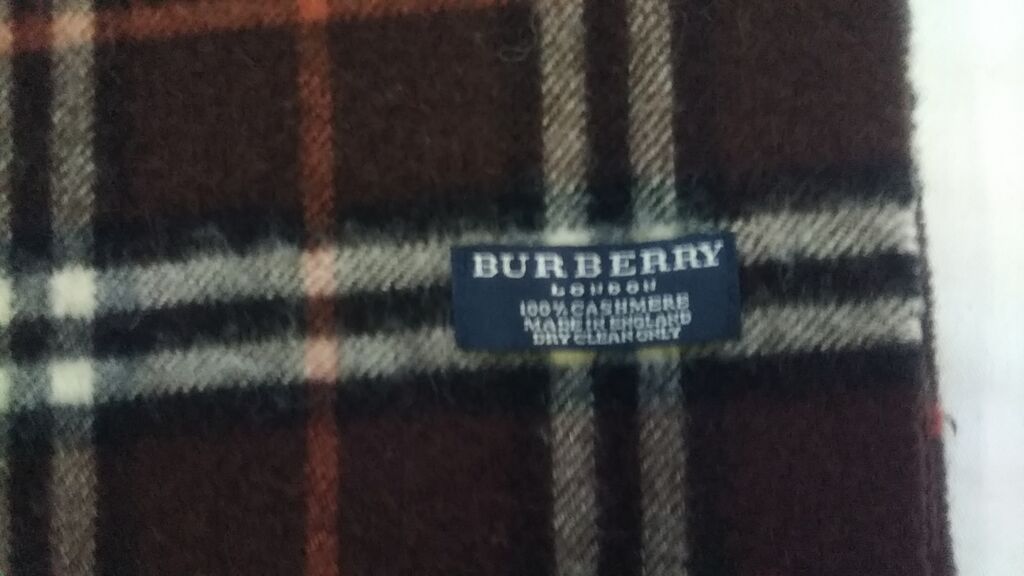 BURBERRY
LONDON
100% CASHMERE
MADE IN ENGLAND
DRY CLEAN ONLY